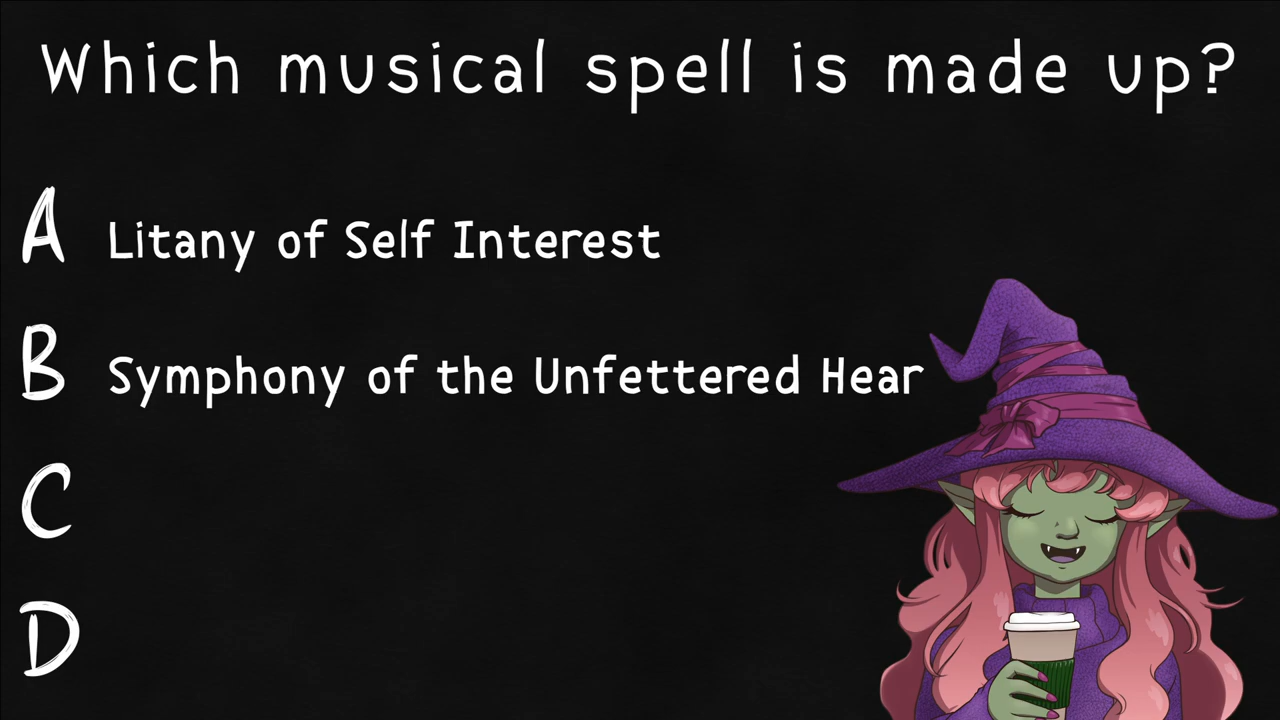 Which musical spell is made up?
A Litany of Self Interest
B Symphony of the Unfettered Hear
C
D